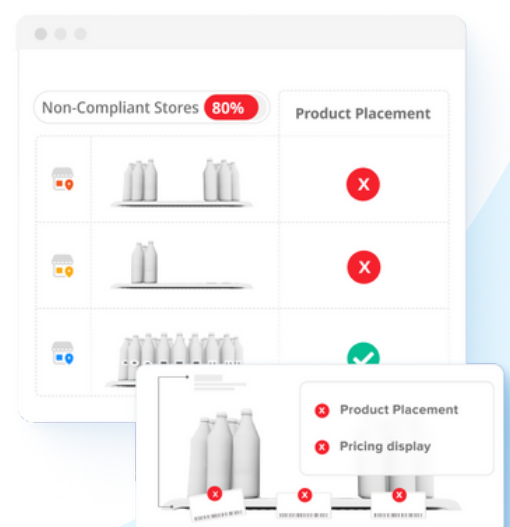 Non-Compliant Stores 80%
Product Placement
X
X
X Product Placement
X Pricing display
X X X